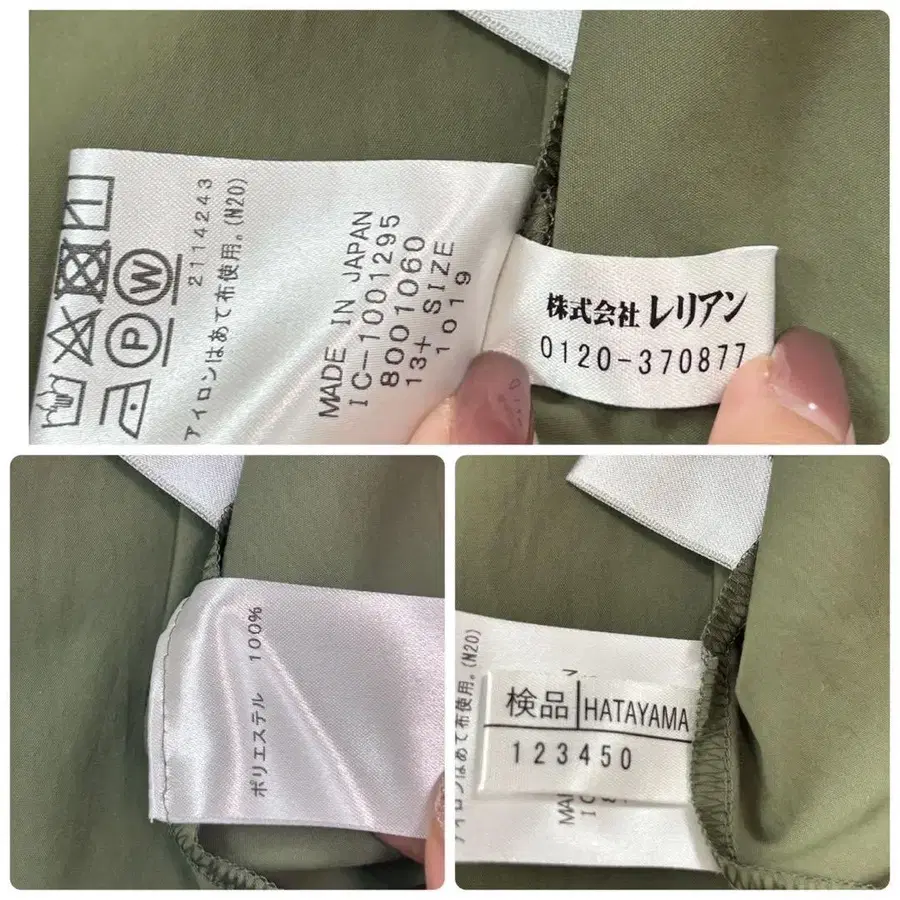 2114243
アイロンはあて布使用。(N20)
MADE IN JAPAN
IC-1001295
8001060
13+ SIZE
1019
W
P
株式会社 レリアン
0120-370877
ポリエステル 100%
アイロンはあて布使用。(N20)
検品 HATAYAMA
123450